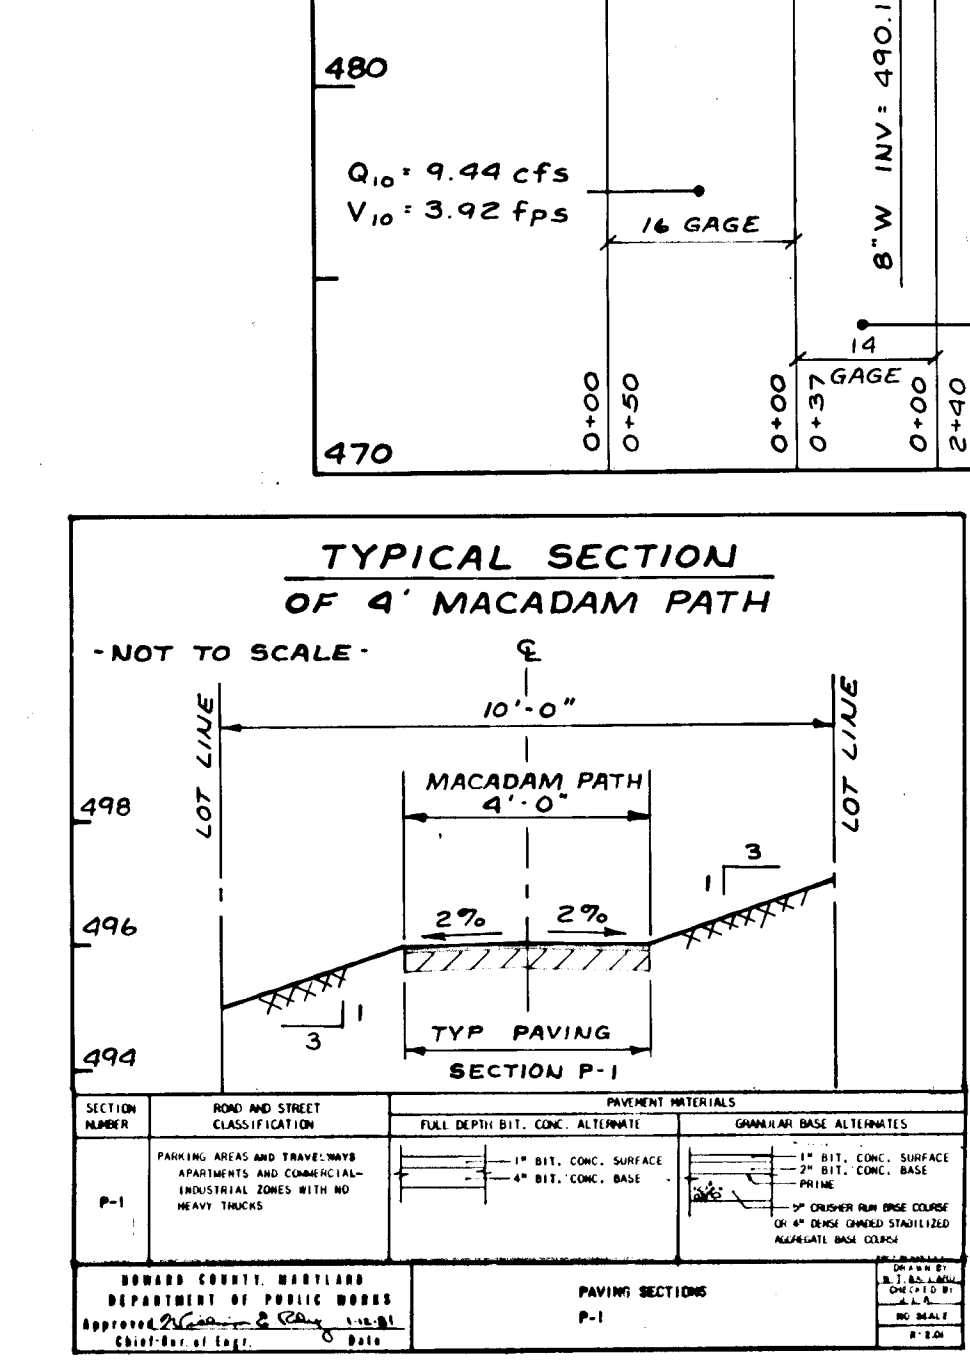 480
8"W INV = 490.1
Q10 = 9.44 cfs
V10 = 3.92 fps
16 GAGE
14
GAGE
0+00
0+50
0+00
0+37
0+00
2+40
470
TYPICAL SECTION
OF 4' MACADAM PATH
-NOT TO SCALE-
℄
10'-0"
LOT LINE
LOT LINE
MACADAM PATH
4'-0"
498
3
1
2% 2%
496
1
3
TYP PAVING
SECTION P-1
494
SECTION
NUMBER
ROAD AND STREET
CLASSIFICATION
PAVEMENT MATERIALS
FULL DEPTH BIT. CONC. ALTERNATE
GRANULAR BASE ALTERNATES
P-1
PARKING AREAS AND TRAVELWAYS
APARTMENTS AND COMMERCIAL-
INDUSTRIAL ZONES WITH NO
HEAVY TRUCKS
1" BIT. CONC. SURFACE
4" BIT. CONC. BASE
1" BIT. CONC. SURFACE
2" BIT. CONC. BASE
PRIME
5" CRUSHER RUN BASE COURSE
OR 4" DENSE GRADED STABILIZED
AGGREGATE BASE COURSE
HOWARD COUNTY, MARYLAND
DEPARTMENT OF PUBLIC WORKS
Approved William E. Riley 1-12-81
Chief-Bur. of Engr. Date
PAVING SECTIONS
P-1
DRAWN BY
CHECKED BY
J.L.A.
NO SCALE
R-2.01